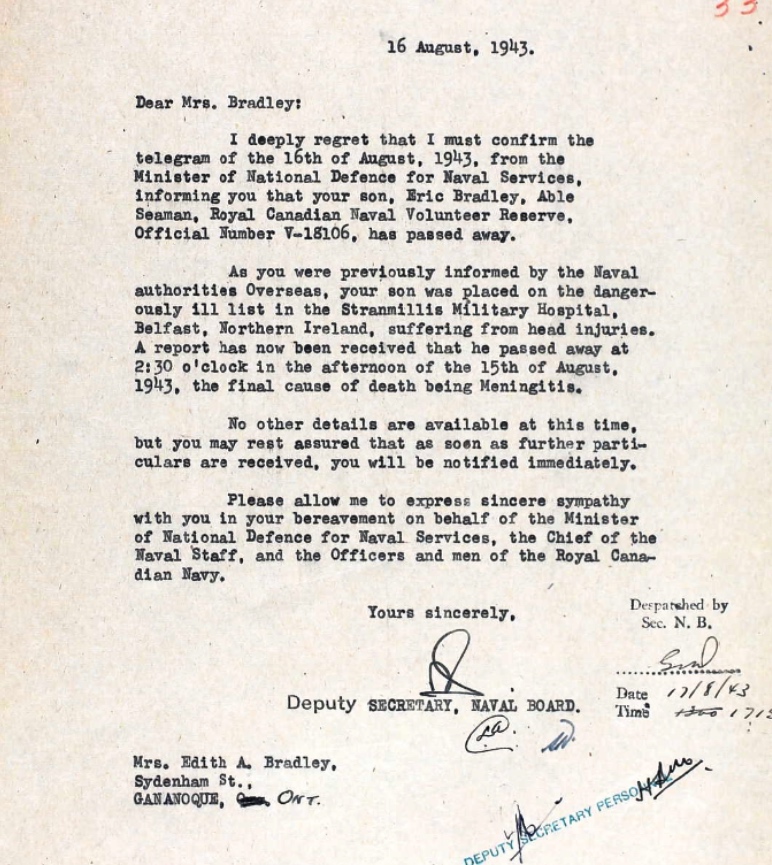 33
16 August, 1943.
Dear Mrs. Bradley:
I deeply regret that I must confirm the
telegram of the 16th of August, 1943, from the
Minister of National Defence for Naval Services,
informing you that your son, Eric Bradley, Able
Seaman, Royal Canadian Naval Volunteer Reserve,
Official Number V-18106, has passed away.
As you were previously informed by the Naval
authorities Overseas, your son was placed on the danger-
ously ill list in the Stranmillis Military Hospital,
Belfast, Northern Ireland, suffering from head injuries.
A report has now been received that he passed away at
2:30 o'clock in the afternoon of the 15th of August,
1943, the final cause of death being Meningitis.
No other details are available at this time,
but you may rest assured that as soon as further parti-
culars are received, you will be notified immediately.
Please allow me to express sincere sympathy
with you in your bereavement on behalf of the Minister
of National Defence for Naval Services, the Chief of the
Naval Staff, and the Officers and men of the Royal Cana-
dian Navy.
Yours sincerely,
Despatched by
Sec. N. B.
Deputy SECRETARY, NAVAL BOARD.
Date 17/8/43
Time 1715
Mrs. Edith A. Bradley,
Sydenham St.,
GANANOQUE, ONT.
DEPUTY SECRETARY